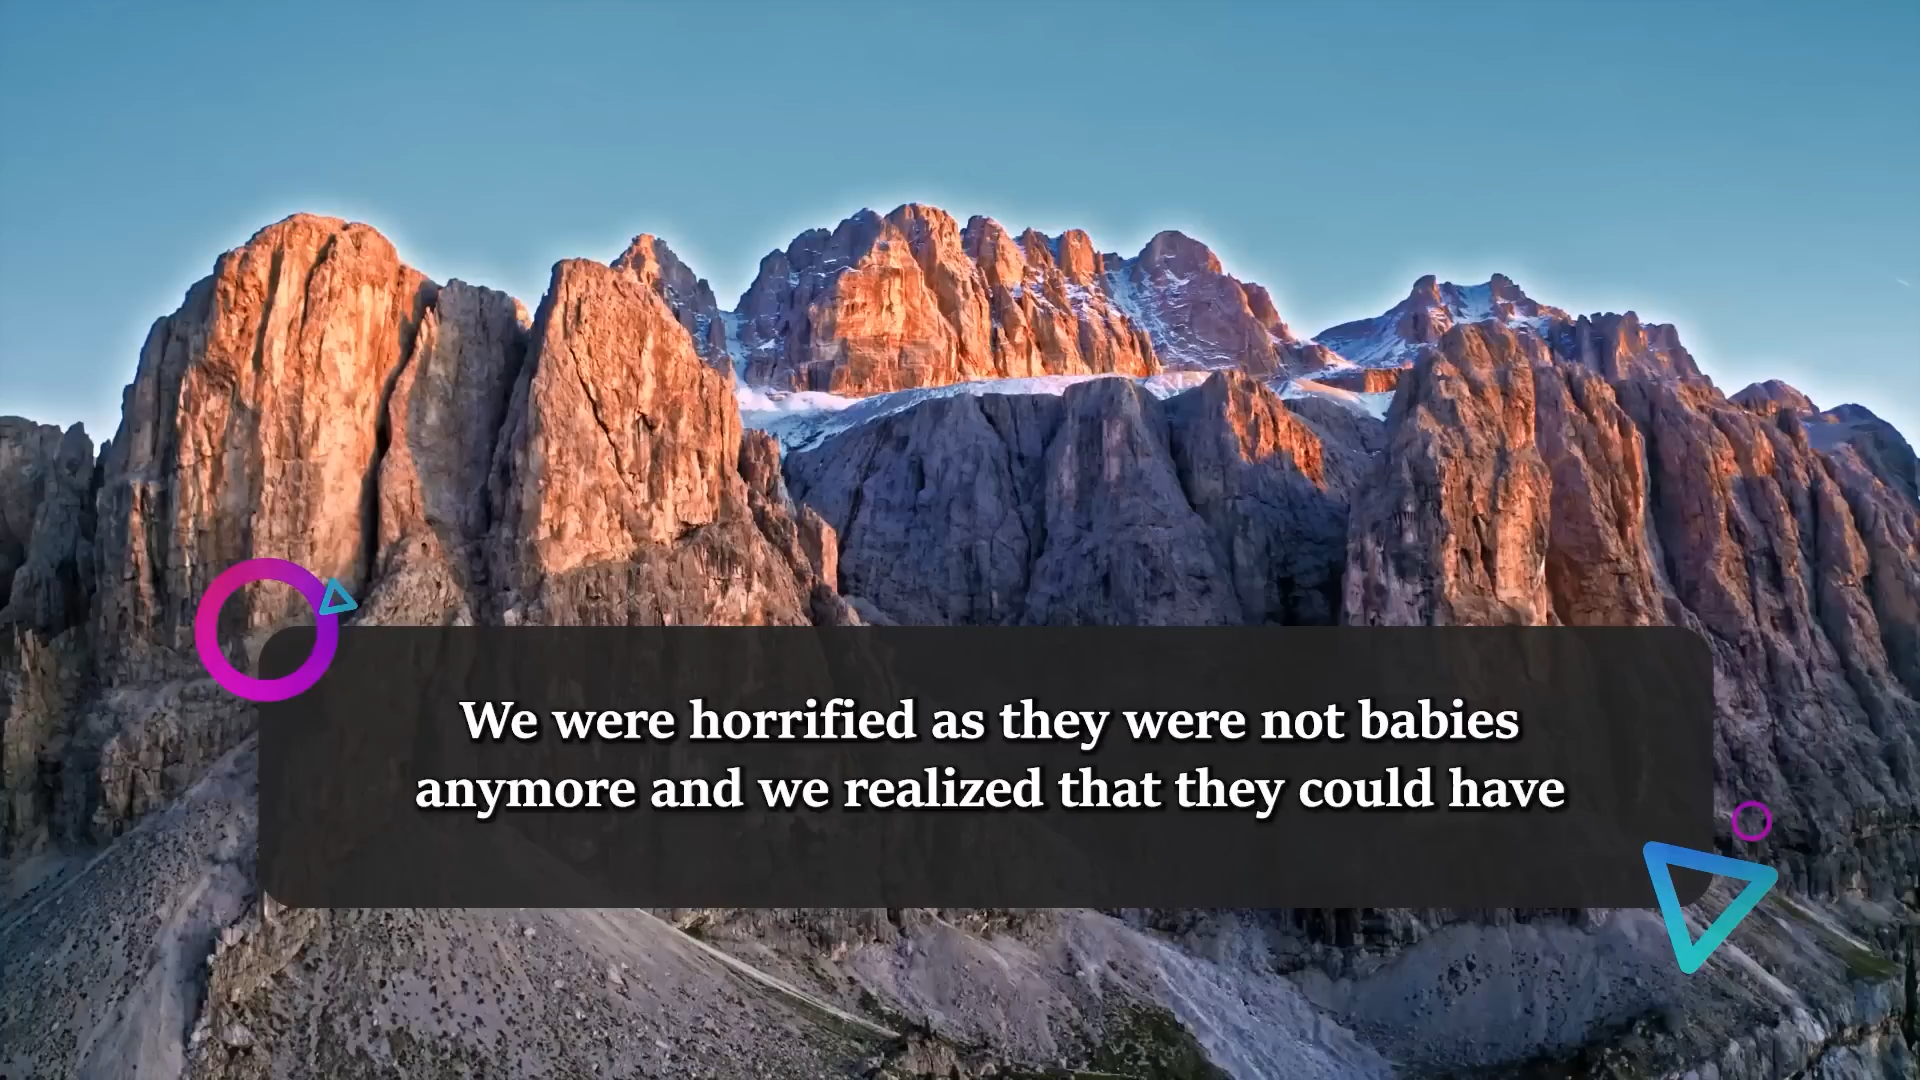 We were horrified as they were not babies
anymore and we realized that they could have